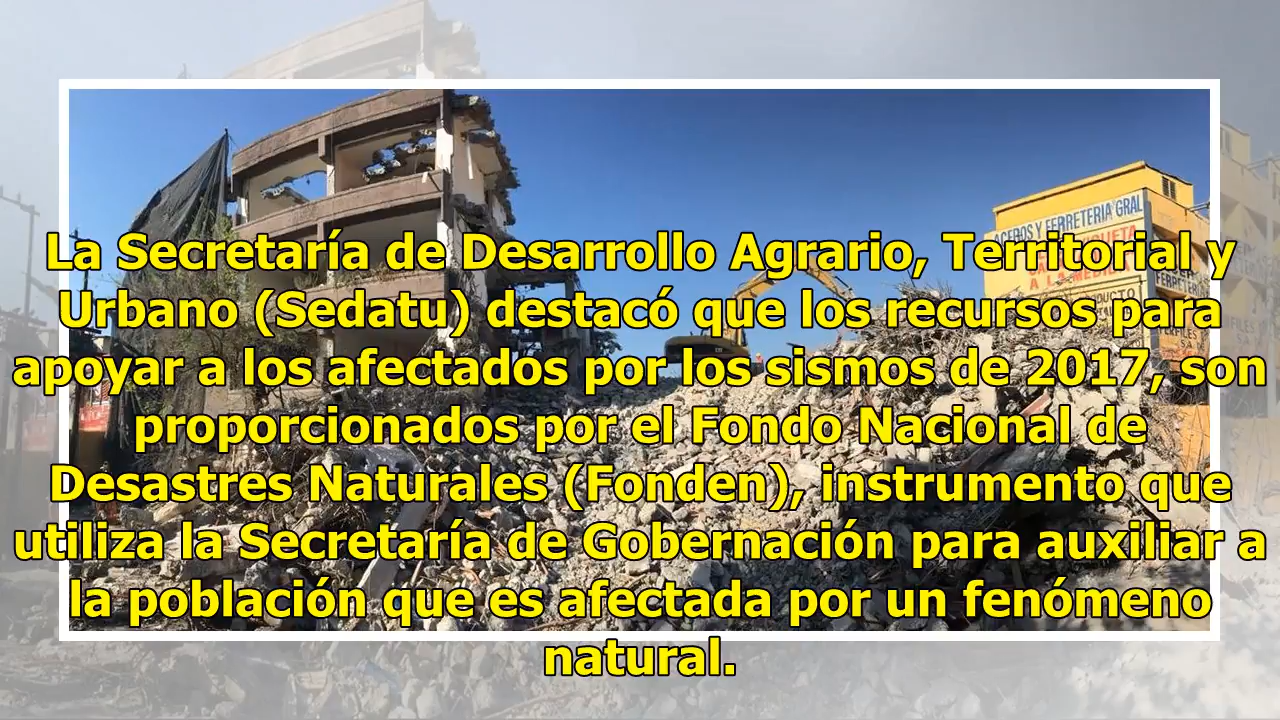 ACEROS Y FERRETERIA GRAL
La Secretaría de Desarrollo Agrario, Territorial y
Urbano (Sedatu) destacó que los recursos para
apoyar a los afectados por los sismos de 2017, son
proporcionados por el Fondo Nacional de
Desastres Naturales (Fonden), instrumento que
utiliza la Secretaría de Gobernación para auxiliar a
la población que es afectada por un fenómeno
natural.